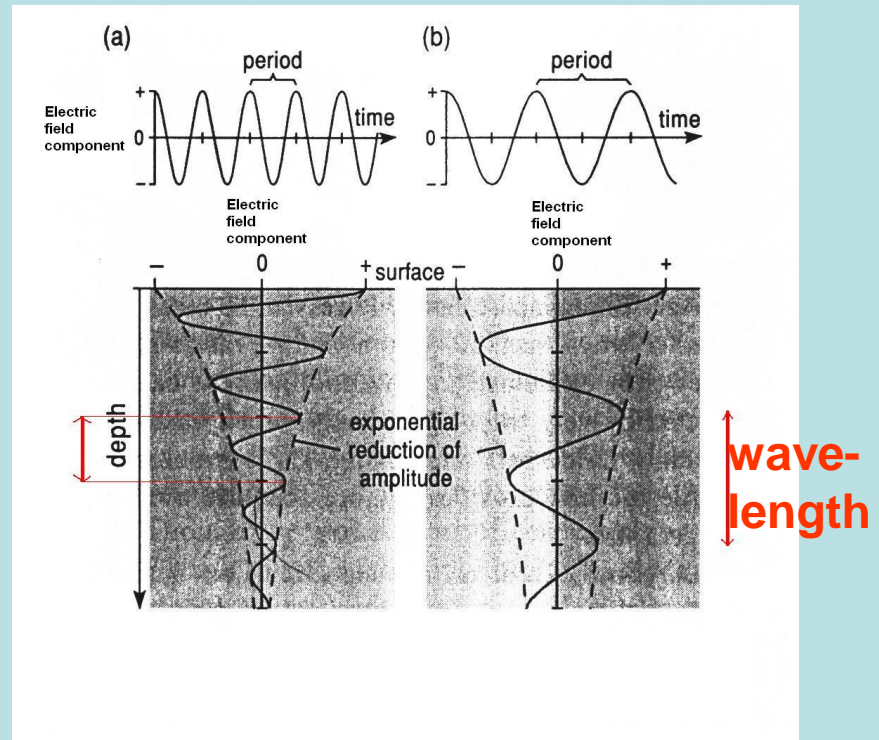 (a)
(b)
period
period
+
Electric
field
component
0
time
–
+
0
time
–
Electric
field
component
Electric
field
component
– 0 + surface
– 0 +
depth
exponential
reduction of
amplitude
wave-
length